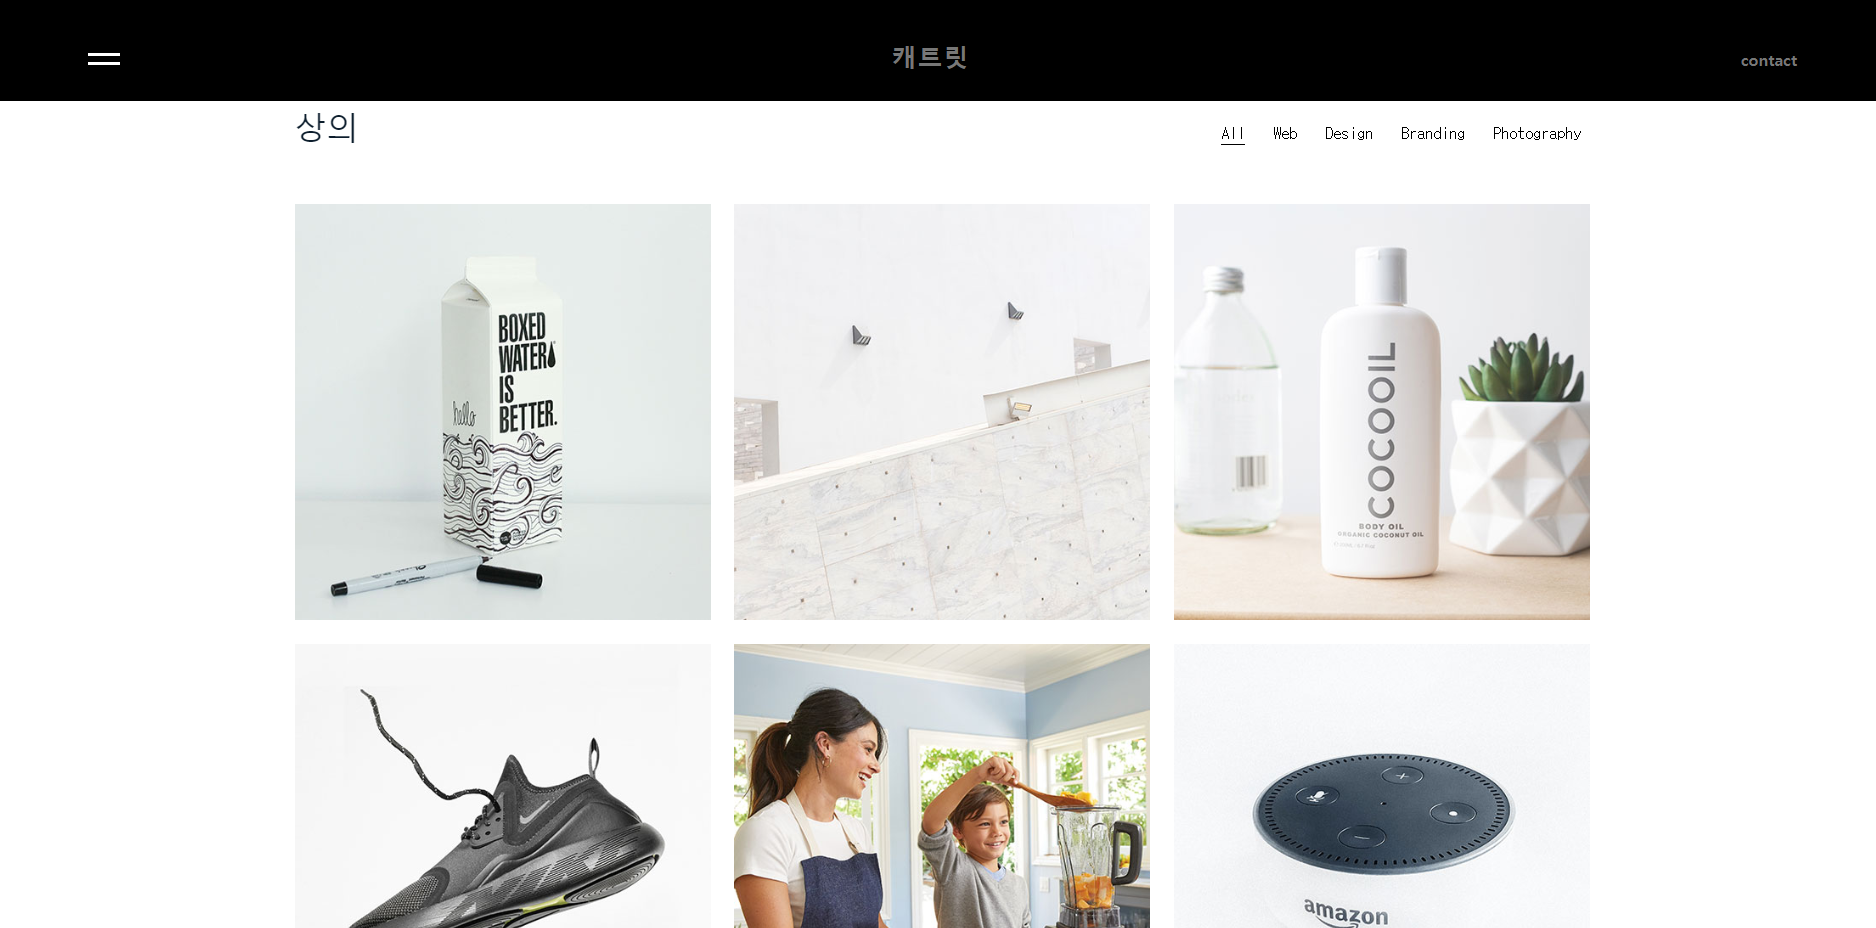 캐트릿
contact
상의
All Web Design Branding Photography
BOXED
WATER
IS
BETTER.
hello
COCOOIL
BODY OIL
ORGANIC COCONUT OIL
amazon